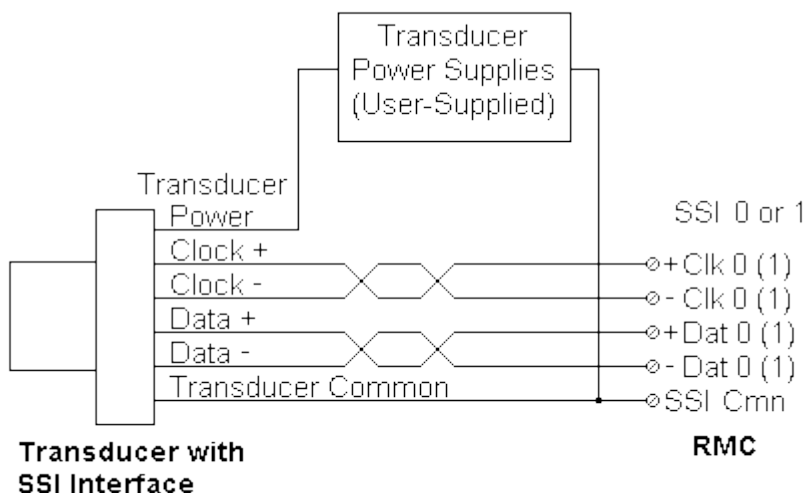 Transducer
Power Supplies
(User-Supplied)
Transducer
Power
SSI 0 or 1
Clock +
+ Clk 0 (1)
Clock -
- Clk 0 (1)
Data +
+ Dat 0 (1)
Data -
- Dat 0 (1)
Transducer Common
SSI Cmn
Transducer with
SSI Interface
RMC